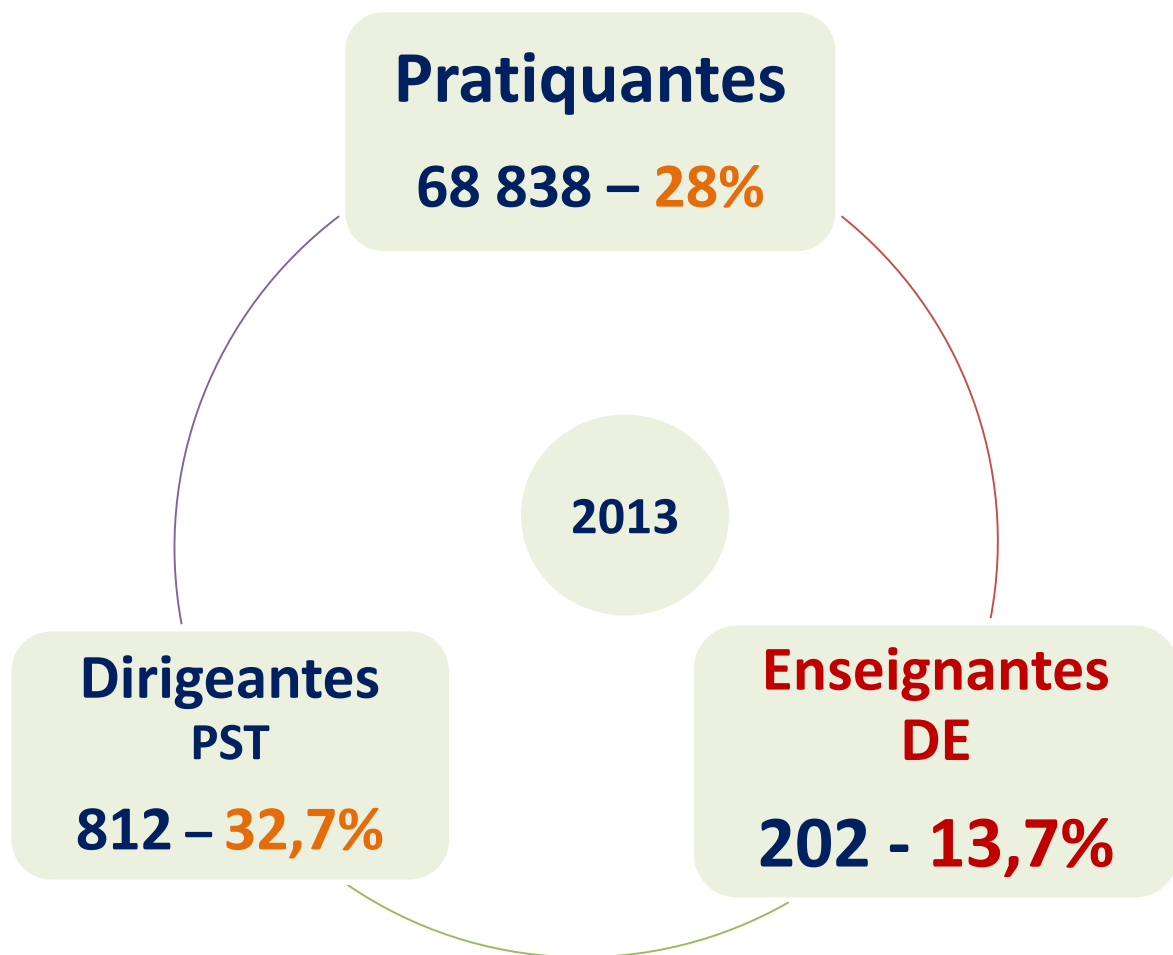 Pratiquantes
68 838 – 28%
2013
Dirigeantes
PST
812 – 32,7%
Enseignantes
DE
202 - 13,7%